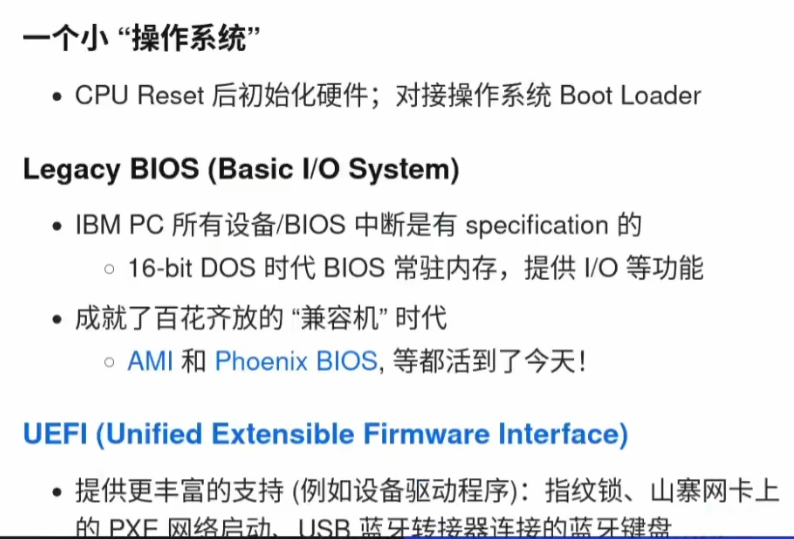 一个小 “操作系统”
• CPU Reset 后初始化硬件；对接操作系统 Boot Loader
Legacy BIOS (Basic I/O System)
• IBM PC 所有设备/BIOS 中断是有 specification 的
○ 16-bit DOS 时代 BIOS 常驻内存，提供 I/O 等功能
• 成就了百花齐放的 “兼容机” 时代
○ AMI 和 Phoenix BIOS, 等都活到了今天！
UEFI (Unified Extensible Firmware Interface)
• 提供更丰富的支持 (例如设备驱动程序)：指纹锁、山寨网卡上
的 PXE 网络启动、USB 蓝牙转接器连接的蓝牙键盘